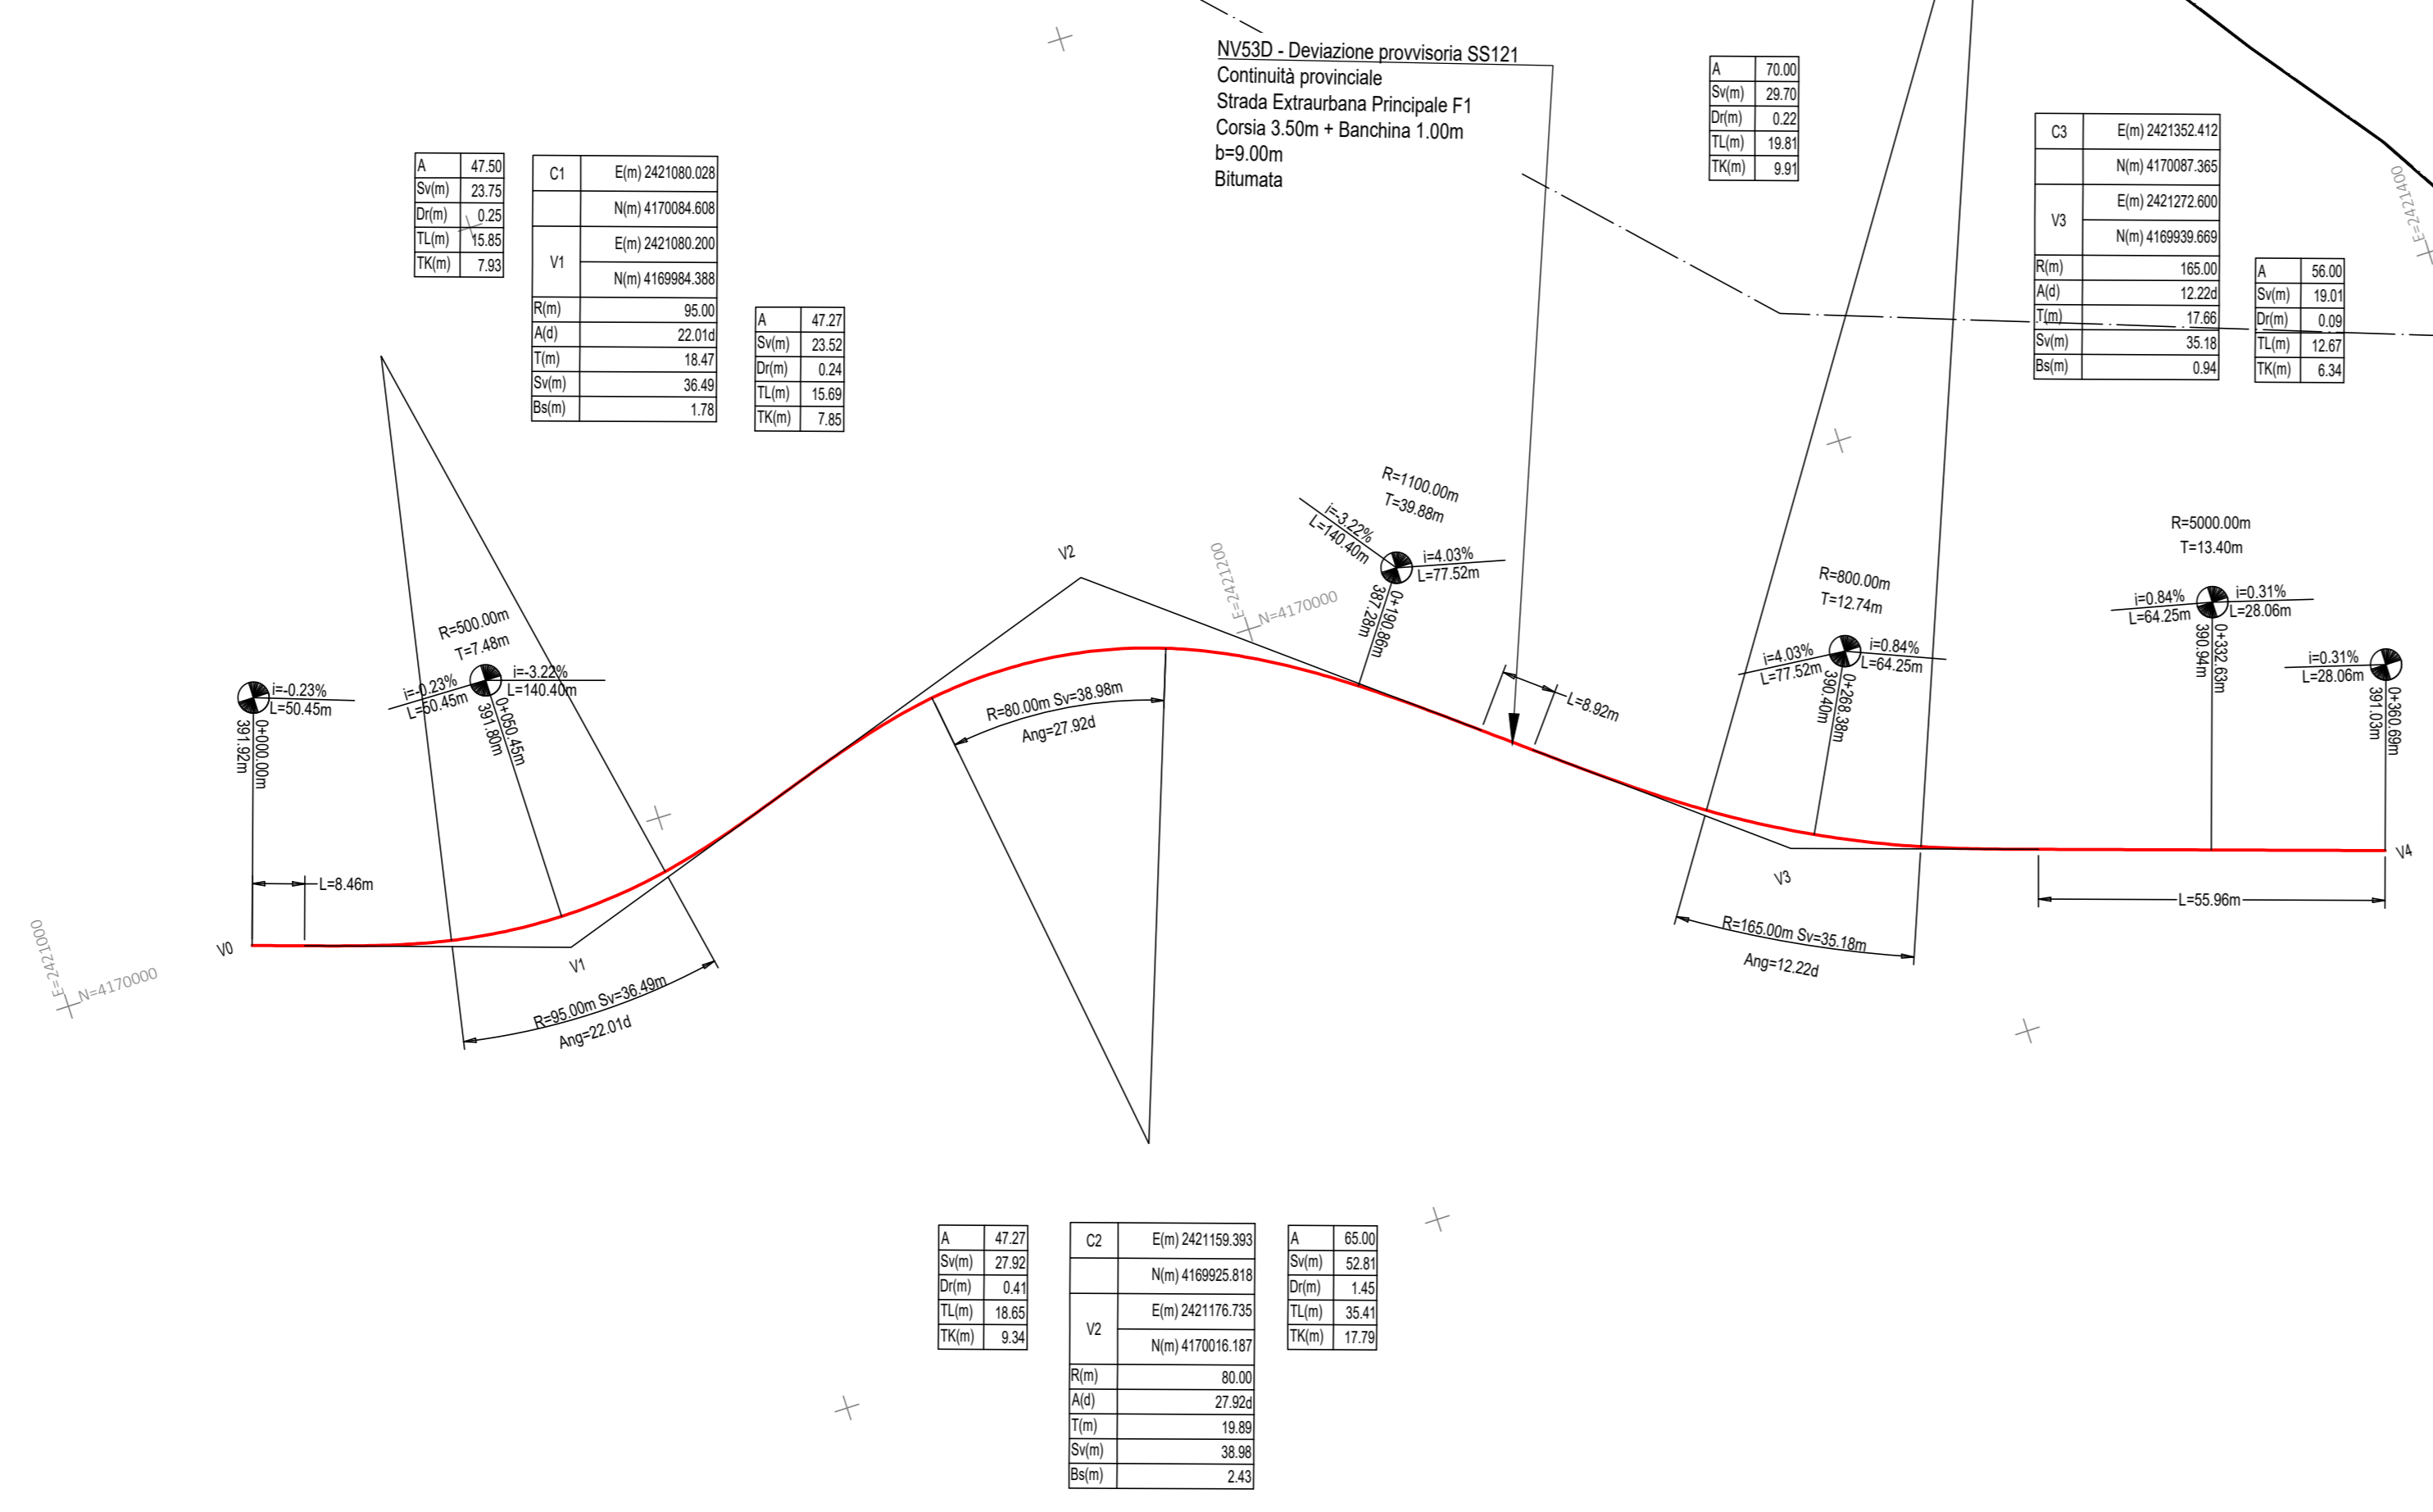 NV53D - Deviazione provvisoria SS121
Continuità provinciale
Strada Extraurbana Principale F1
Corsia 3.50m + Banchina 1.00m
b=9.00m
Bitumata
A 47.50
Sv(m) 23.75
Dr(m) 0.25
TL(m) 15.85
TK(m) 7.93
C1 E(m) 2421080.028
N(m) 4170084.608
V1 E(m) 2421080.200
N(m) 4169984.388
R(m) 95.00
A(d) 22.01d
T(m) 18.47
Sv(m) 36.49
Bs(m) 1.78
A 47.27
Sv(m) 23.52
Dr(m) 0.24
TL(m) 15.69
TK(m) 7.85
A 70.00
Sv(m) 29.70
Dr(m) 0.22
TL(m) 19.81
TK(m) 9.91
C3 E(m) 2421352.412
N(m) 4170087.365
V3 E(m) 2421272.600
N(m) 4169939.669
R(m) 165.00
A(d) 12.22d
T(m) 17.66
Sv(m) 35.18
Bs(m) 0.94
A 56.00
Sv(m) 19.01
Dr(m) 0.09
TL(m) 12.67
TK(m) 6.34
E=2421400
i=-0.23%
L=50.45m
0+000.00m
391.92m
R=500.00m
T=7.48m
i=-0.23%
L=50.45m
i=-3.22%
L=140.40m
0+050.45m
391.80m
V2
E=2421200
N=4170000
R=1100.00m
T=39.88m
i=-3.22%
L=140.40m
i=4.03%
L=77.52m
0+190.86m
387.28m
L=8.92m
R=800.00m
T=12.74m
i=4.03%
L=77.52m
i=0.84%
L=64.25m
0+268.38m
390.40m
R=5000.00m
T=13.40m
i=0.84%
L=64.25m
i=0.31%
L=28.06m
0+332.63m
390.94m
i=0.31%
L=28.06m
0+360.69m
391.03m
R=80.00m Sv=38.98m
Ang=27.92d
L=8.46m
V0
V1
V3
V4
L=55.96m
R=165.00m Sv=35.18m
Ang=12.22d
E=2421000
N=4170000
R=95.00m Sv=36.49m
Ang=22.01d
A 47.27
Sv(m) 27.92
Dr(m) 0.41
TL(m) 18.65
TK(m) 9.34
C2 E(m) 2421159.393
N(m) 4169925.818
V2 E(m) 2421176.735
N(m) 4170016.187
R(m) 80.00
A(d) 27.92d
T(m) 19.89
Sv(m) 38.98
Bs(m) 2.43
A 65.00
Sv(m) 52.81
Dr(m) 1.45
TL(m) 35.41
TK(m) 17.79